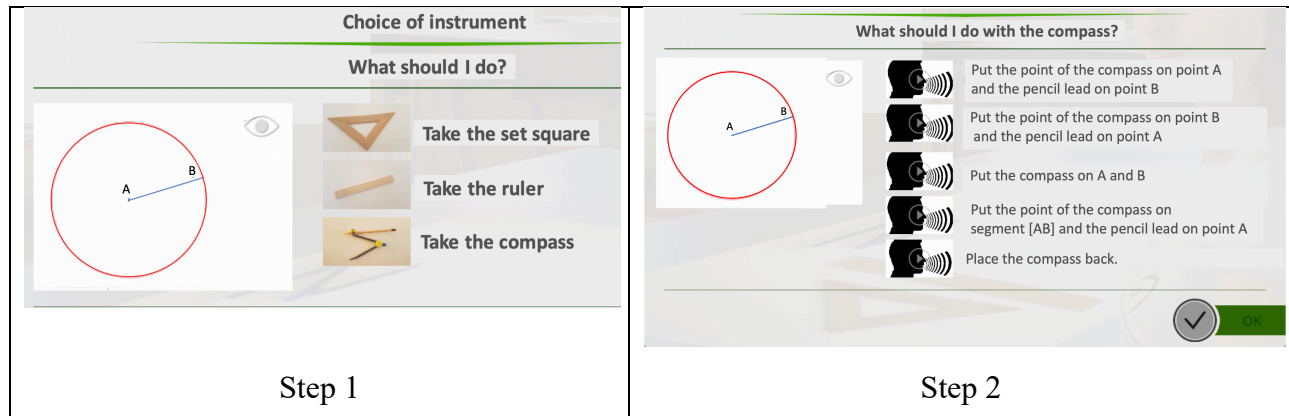 Choice of instrument
What should I do?
A
B
Take the set square
Take the ruler
Take the compass
Step 1
What should I do with the compass?
A
B
Put the point of the compass on point A
and the pencil lead on point B
Put the point of the compass on point B
and the pencil lead on point A
Put the compass on A and B
Put the point of the compass on
segment [AB] and the pencil lead on point A
Place the compass back.
OK
Step 2